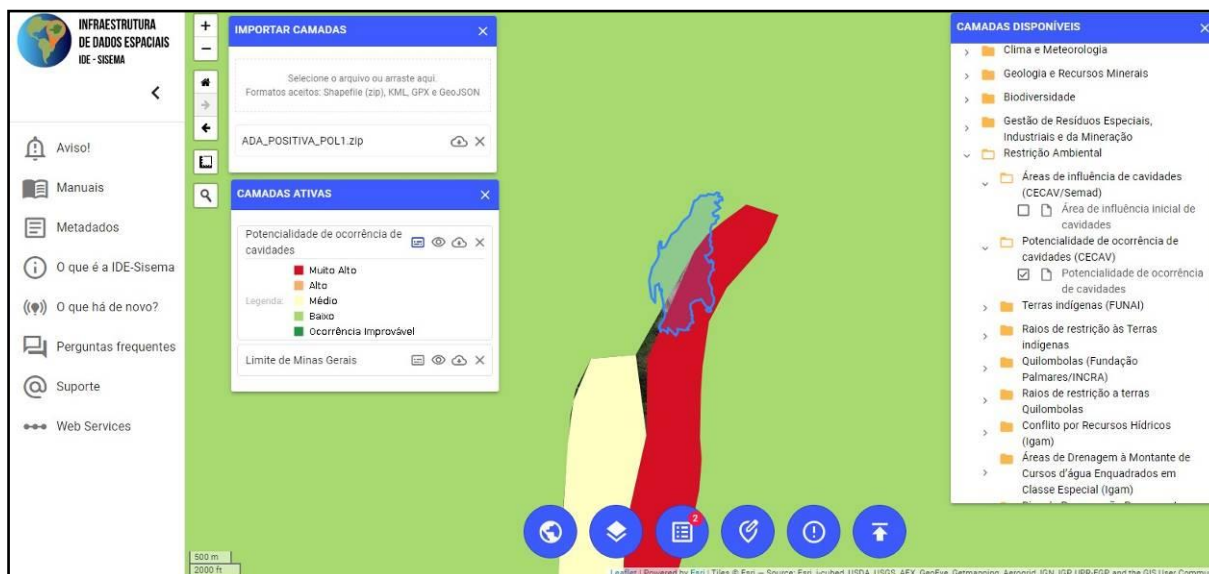 INFRAESTRUTURA
DE DADOS ESPACIAIS
IDE - SISEMA
Aviso!
Manuais
Metadados
O que é a IDE-Sisema
O que há de novo?
Perguntas frequentes
Suporte
Web Services
+
−
IMPORTAR CAMADAS
Selecione o arquivo ou arraste aqui.
Formatos aceitos: Shapefile (zip), KML, GPX e GeoJSON
ADA_POSITIVA_POL1.zip
CAMADAS ATIVAS
Potencialidade de ocorrência de
cavidades
Legenda:
Muito Alto
Alto
Médio
Baixo
Ocorrência Improvável
Limite de Minas Gerais
CAMADAS DISPONÍVEIS
Clima e Meteorologia
Geologia e Recursos Minerais
Biodiversidade
Gestão de Resíduos Especiais,
Industriais e da Mineração
Restrição Ambiental
Áreas de influência de cavidades
(CECAV/Semad)
Área de influência inicial de
cavidades
Potencialidade de ocorrência de
cavidades (CECAV)
Potencialidade de ocorrência
de cavidades
Terras indígenas (FUNAI)
Raios de restrição às Terras
indígenas
Quilombolas (Fundação
Palmares/INCRA)
Raios de restrição a terras
Quilombolas
Conflito por Recursos Hídricos
(Igam)
Áreas de Drenagem à Montante de
Cursos d'água Enquadrados em
Classe Especial (Igam)
2
500 m
2000 ft
Leaflet | Powered by Esri | Tiles © Esri — Source: Esri, i-cubed, USDA, USGS, AEX, GeoEye, Getmapping, Aerogrid, IGN, IGP, UPR-EGP, and the GIS User Commu